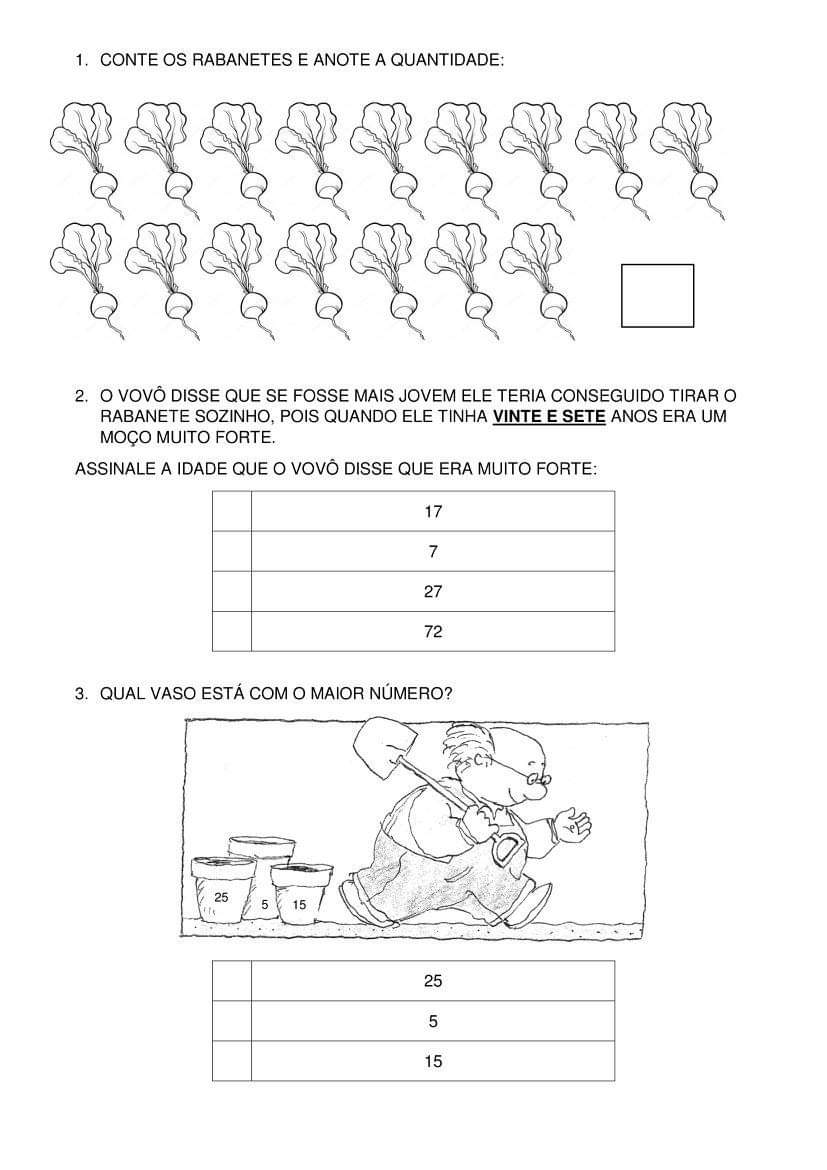 1. CONTE OS RABANETES E ANOTE A QUANTIDADE:
2. O VOVÔ DISSE QUE SE FOSSE MAIS JOVEM ELE TERIA CONSEGUIDO TIRAR O
RABANETE SOZINHO, POIS QUANDO ELE TINHA VINTE E SETE ANOS ERA UM
MOÇO MUITO FORTE.
ASSINALE A IDADE QUE O VOVÔ DISSE QUE ERA MUITO FORTE:
17
7
27
72
3. QUAL VASO ESTÁ COM O MAIOR NÚMERO?
25 5 15
25
5
15